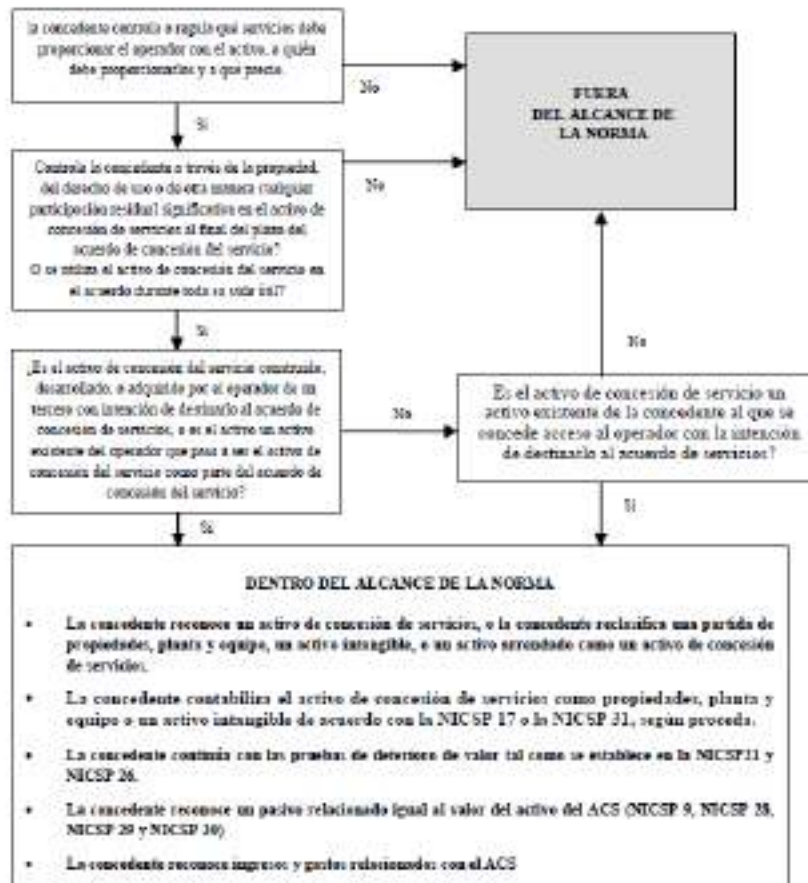 la concedente controla o regula qué servicios debe
proporcionar el operador con el activo, a quién
debe proporcionarlos y a qué precio.
No
FUERA
DEL ALCANCE DE
LA NORMA
Sí
Controla la concedente a través de la propiedad,
del derecho de uso o de otra manera cualquier
participación residual significativa en el activo de
concesión de servicios al final del plazo del
acuerdo de concesión del servicio?
O se utiliza el activo de concesión del servicio en
el acuerdo durante toda su vida útil?
No
Sí
No
¿Es el activo de concesión del servicio construido,
desarrollado, o adquirido por el operador de un
tercero con intención de destinarlo al acuerdo de
concesión de servicios, o es el activo un activo
existente del operador que pasa a ser el activo de
concesión del servicio como parte del acuerdo de
concesión del servicio?
No
Es el activo de concesión de servicio un
activo existente de la concedente al que se
concede acceso al operador con la intención
de destinarlo al acuerdo de servicios?
Sí
Sí
DENTRO DEL ALCANCE DE LA NORMA
• La concedente reconoce un activo de concesión de servicios, o la concedente reclasifica una partida de
propiedades, planta y equipo, un activo intangible, o un activo arrendado como un activo de concesión
de servicios.
• La concedente contabiliza el activo de concesión de servicios como propiedades, planta y
equipo o un activo intangible de acuerdo con la NICSP 17 o la NICSP 31, según proceda.
• La concedente continúa con las pruebas de deterioro de valor tal como se establece en la NICSP21 y
NICSP 26.
• La concedente reconoce un pasivo relacionado igual al valor del activo del ACS (NICSP 9, NICSP 28,
NICSP 29 y NICSP 30)
• La concedente reconoce ingresos y gastos relacionados con el ACS